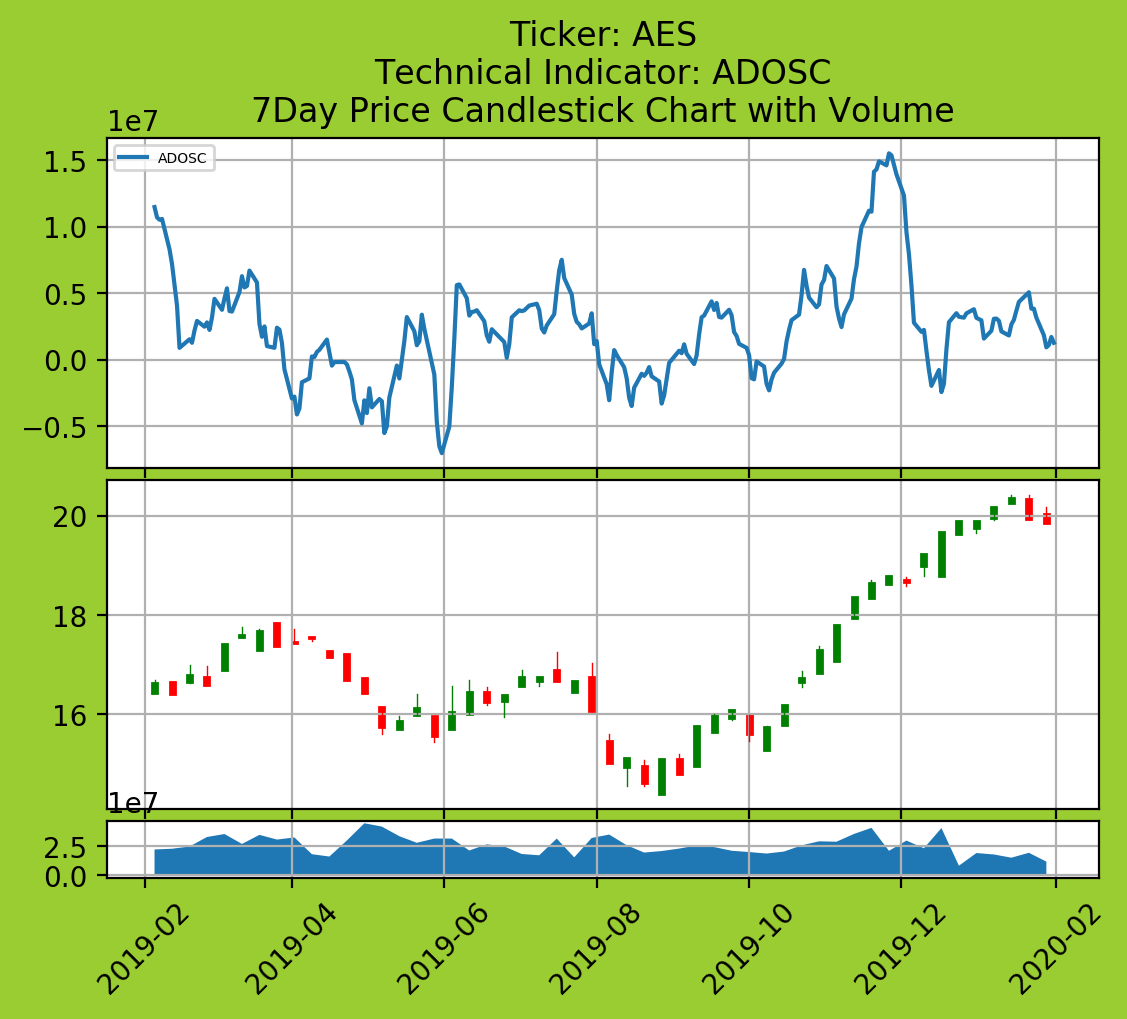 Ticker: AES
Technical Indicator: ADOSC
7Day Price Candlestick Chart with Volume
1e7
ADOSC
1.5
1.0
0.5
0.0
−0.5
20
18
16
1e7
2.5
0.0
2019-02
2019-04
2019-06
2019-08
2019-10
2019-12
2020-02